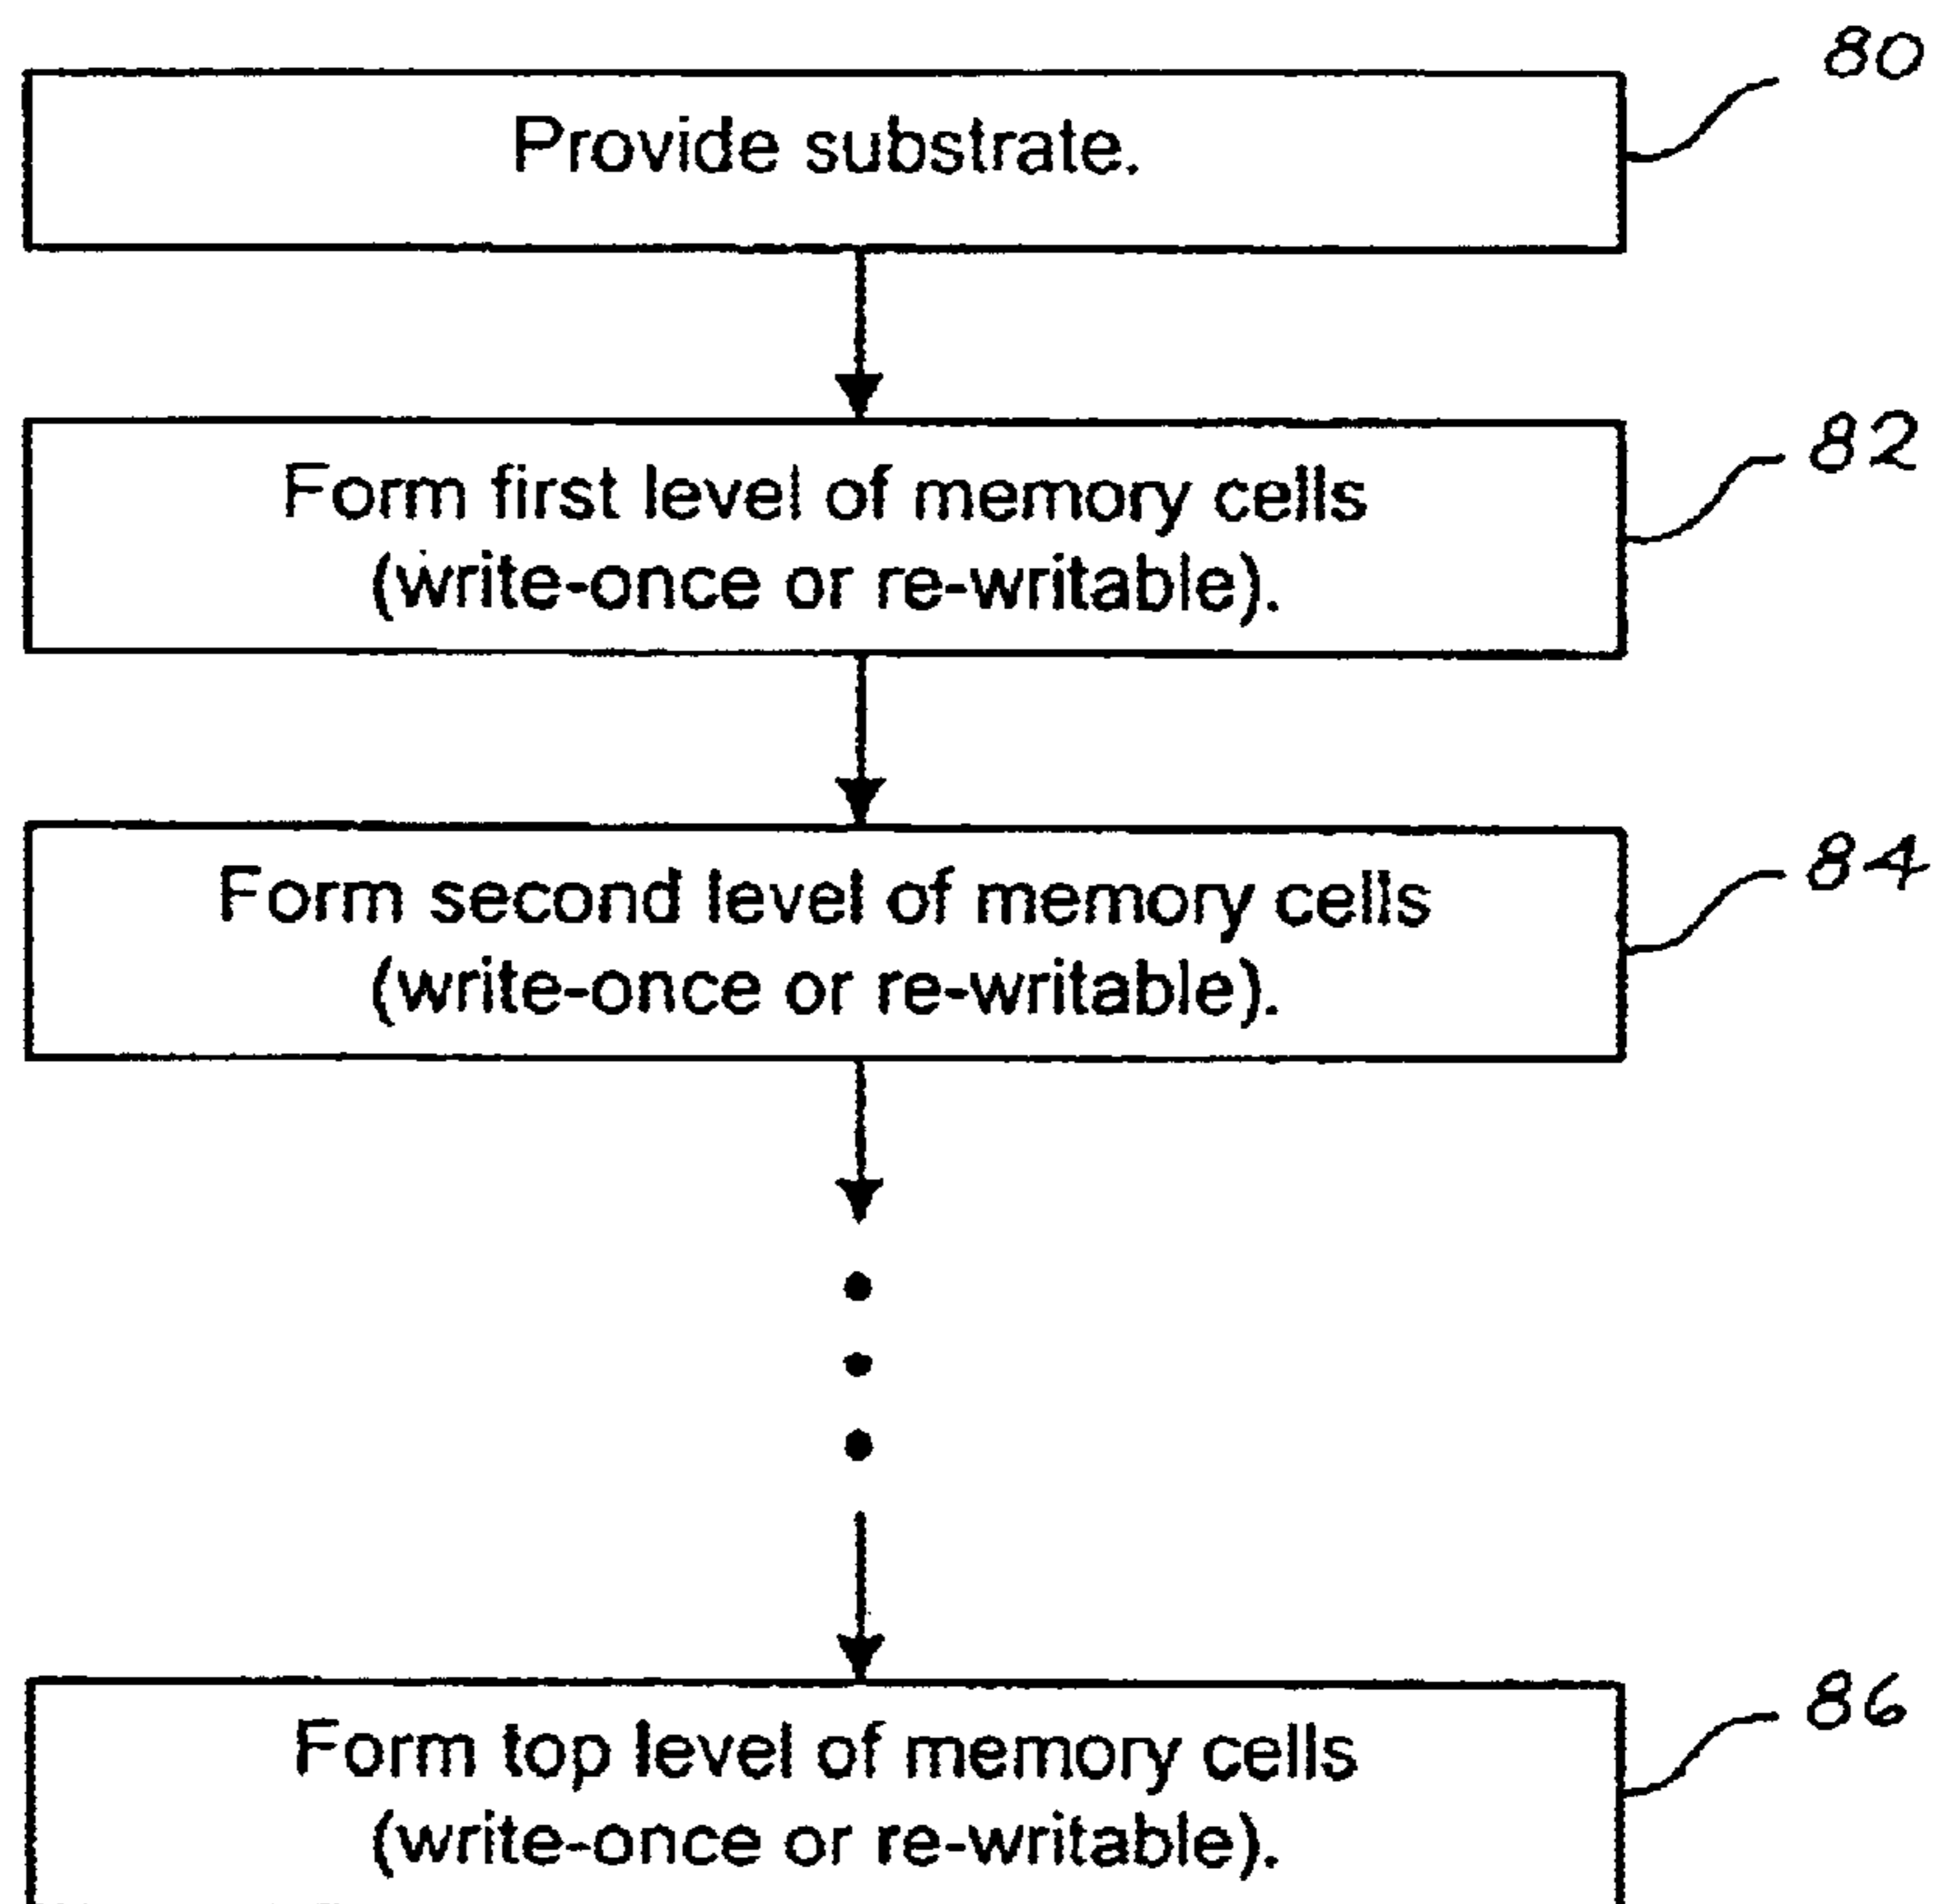 80
Provide substrate.
82
Form first level of memory cells
(write-once or re-writable).
84
Form second level of memory cells
(write-once or re-writable).
86
Form top level of memory cells
(write-once or re-writable).